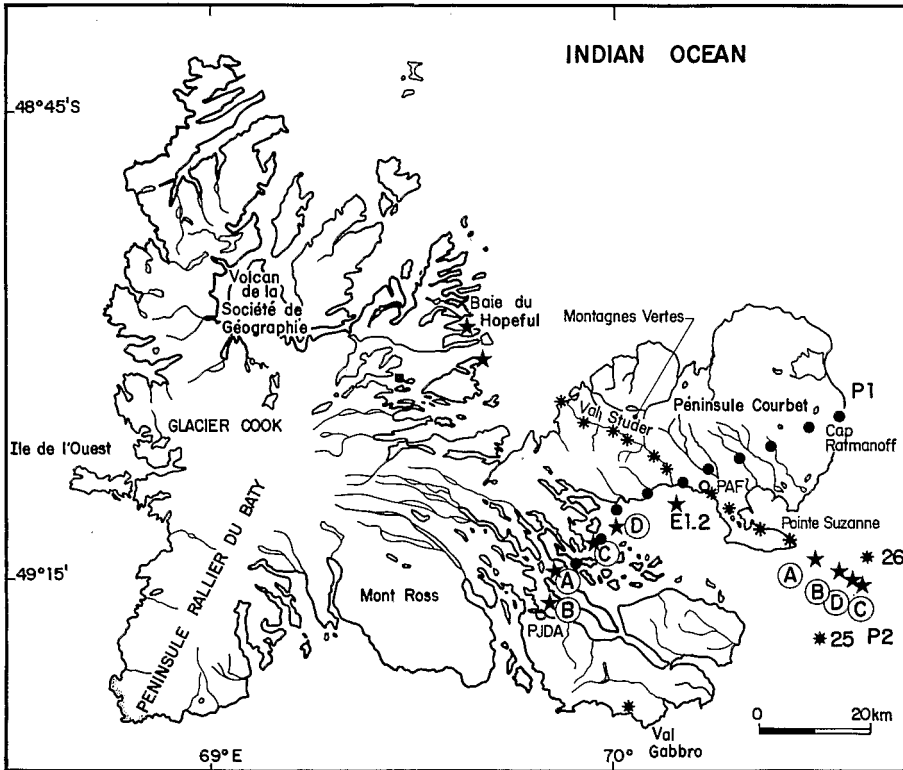 INDIAN OCEAN
48°45'S
Volcan
de la
Société de
Géographie
Baie du
Hopeful
Montagnes Vertes
Val Studer
Péninsule Courbet
P1
Cap
Ratmanoff
GLACIER COOK
Ile de l'Ouest
PAF
E1.2
D
C
Pointe Suzanne
26
49°15'
A
B
PJDA
Mont Ross
A
B
D
C
25
P2
PENINSULE RALLIER DU BATY
Val
Gabbro
0
20km
69°E
70°